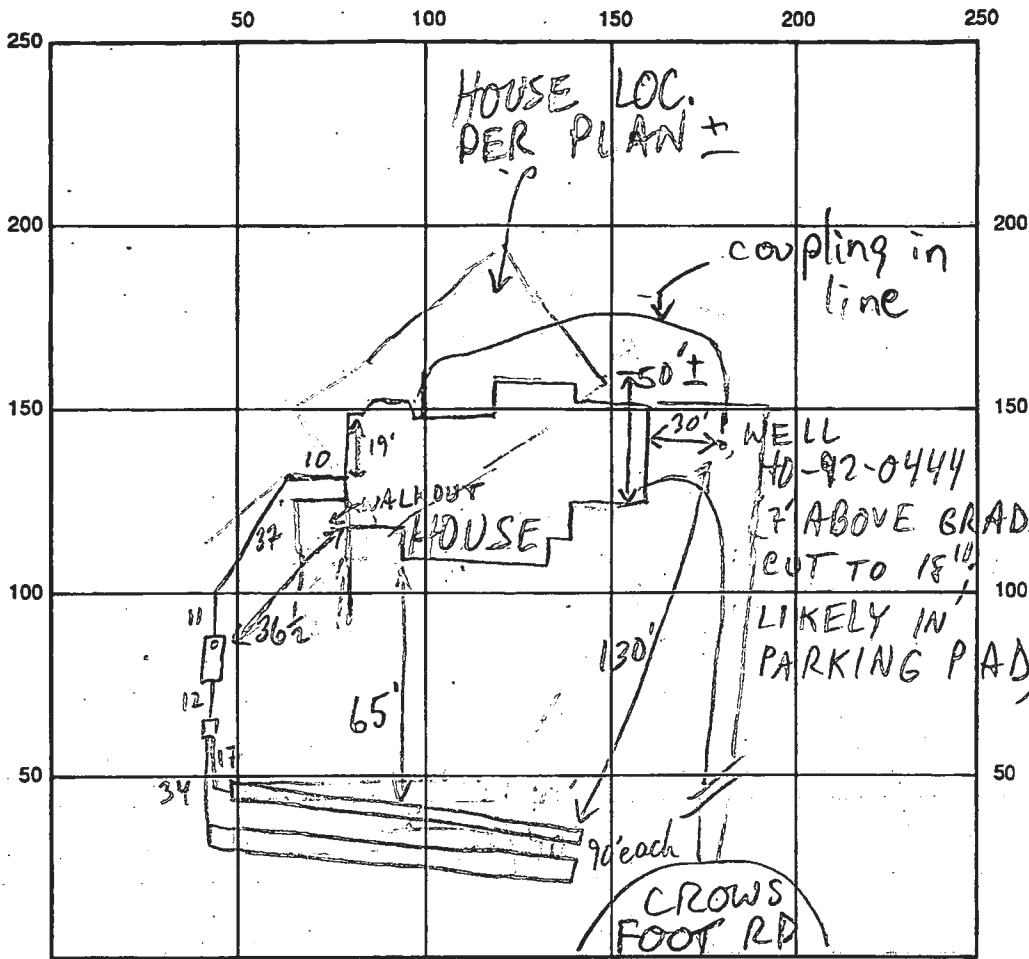 50 100 150 200 250
250
HOUSE LOC.
PER PLAN ±
200 200
coupling in
line
50'±
150 150
30'
19'
WELL
10
HO-92-0444
WALKOUT
7' ABOVE GRAD
37
HOUSE
CUT TO 18"
100 100
11
36½
LIKELY IN
130'
PARKING PAD
12
65'
17
50 50
34
90' each
CROWS
FOOT RD